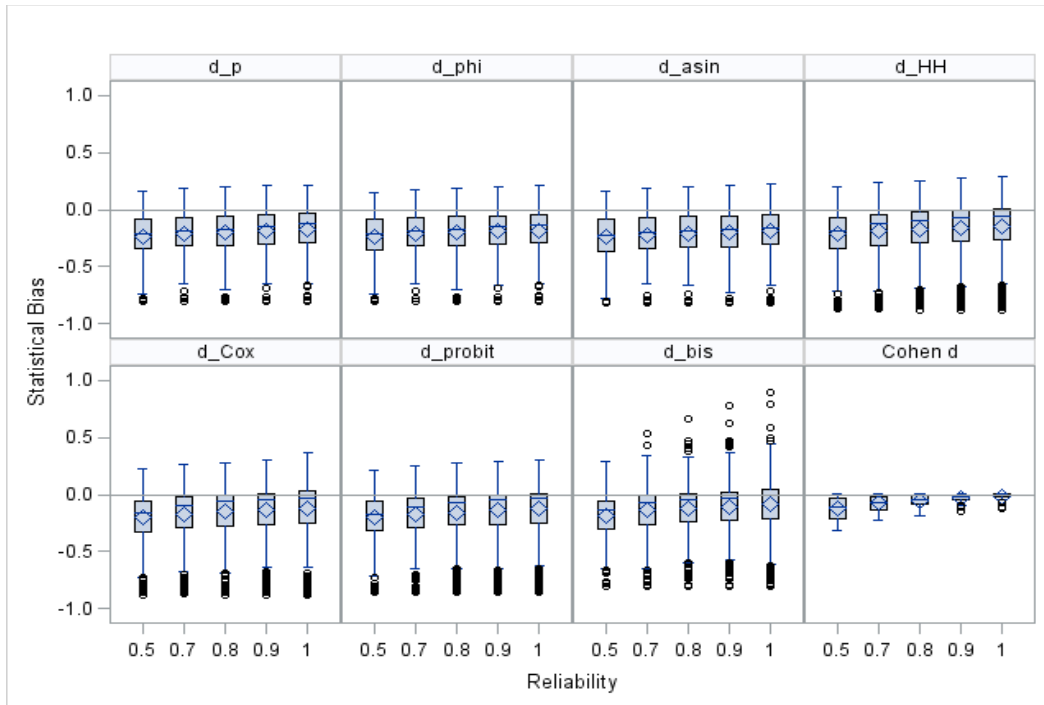 d_p d_phi d_asin d_HH
1.0
0.5
0.0
-0.5
-1.0
d_Cox d_probit d_bis Cohen d
1.0
0.5
0.0
-0.5
-1.0
Statistical Bias
0.5 0.7 0.8 0.9 1 0.5 0.7 0.8 0.9 1 0.5 0.7 0.8 0.9 1 0.5 0.7 0.8 0.9 1
Reliability